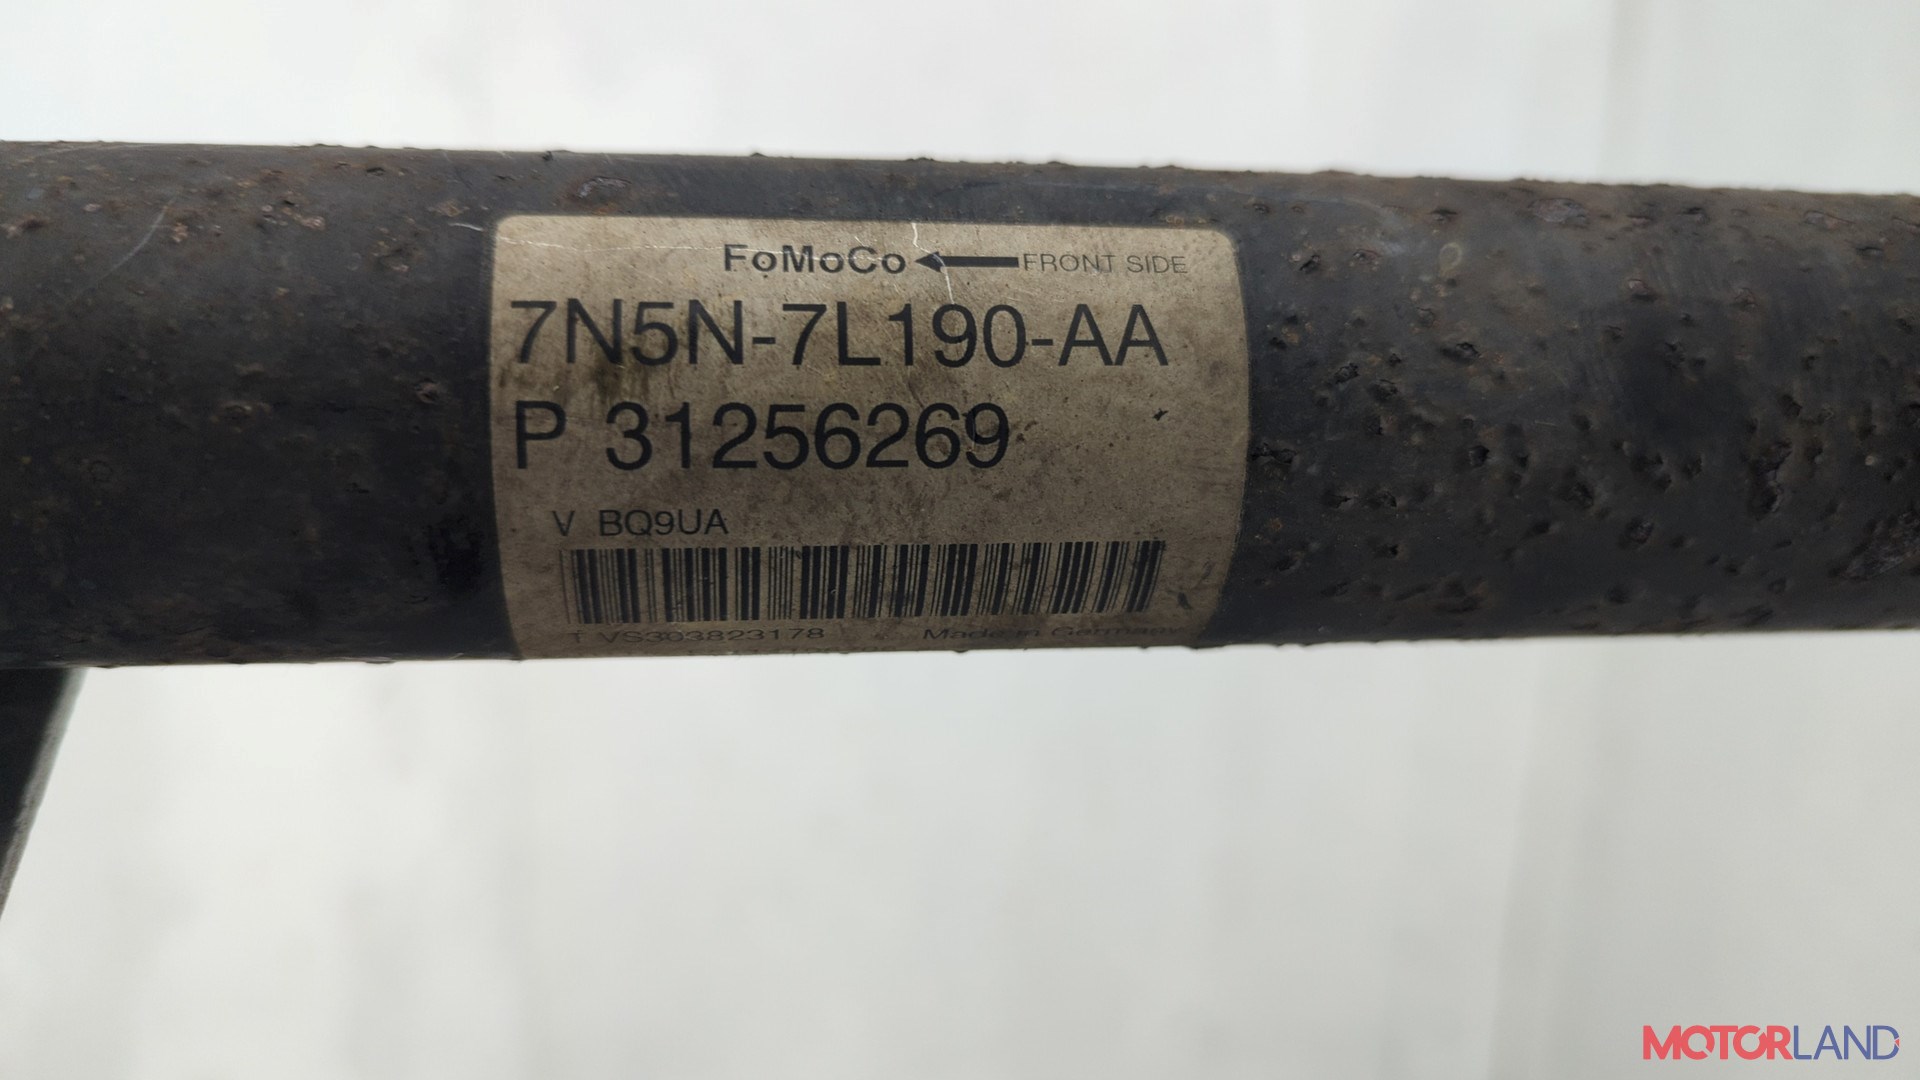 FoMoCo FRONT SIDE
7N5N-7L190-AA
P 31256269
V BQ9UA
T VS303823178 Made in Germany
MOTORLAND